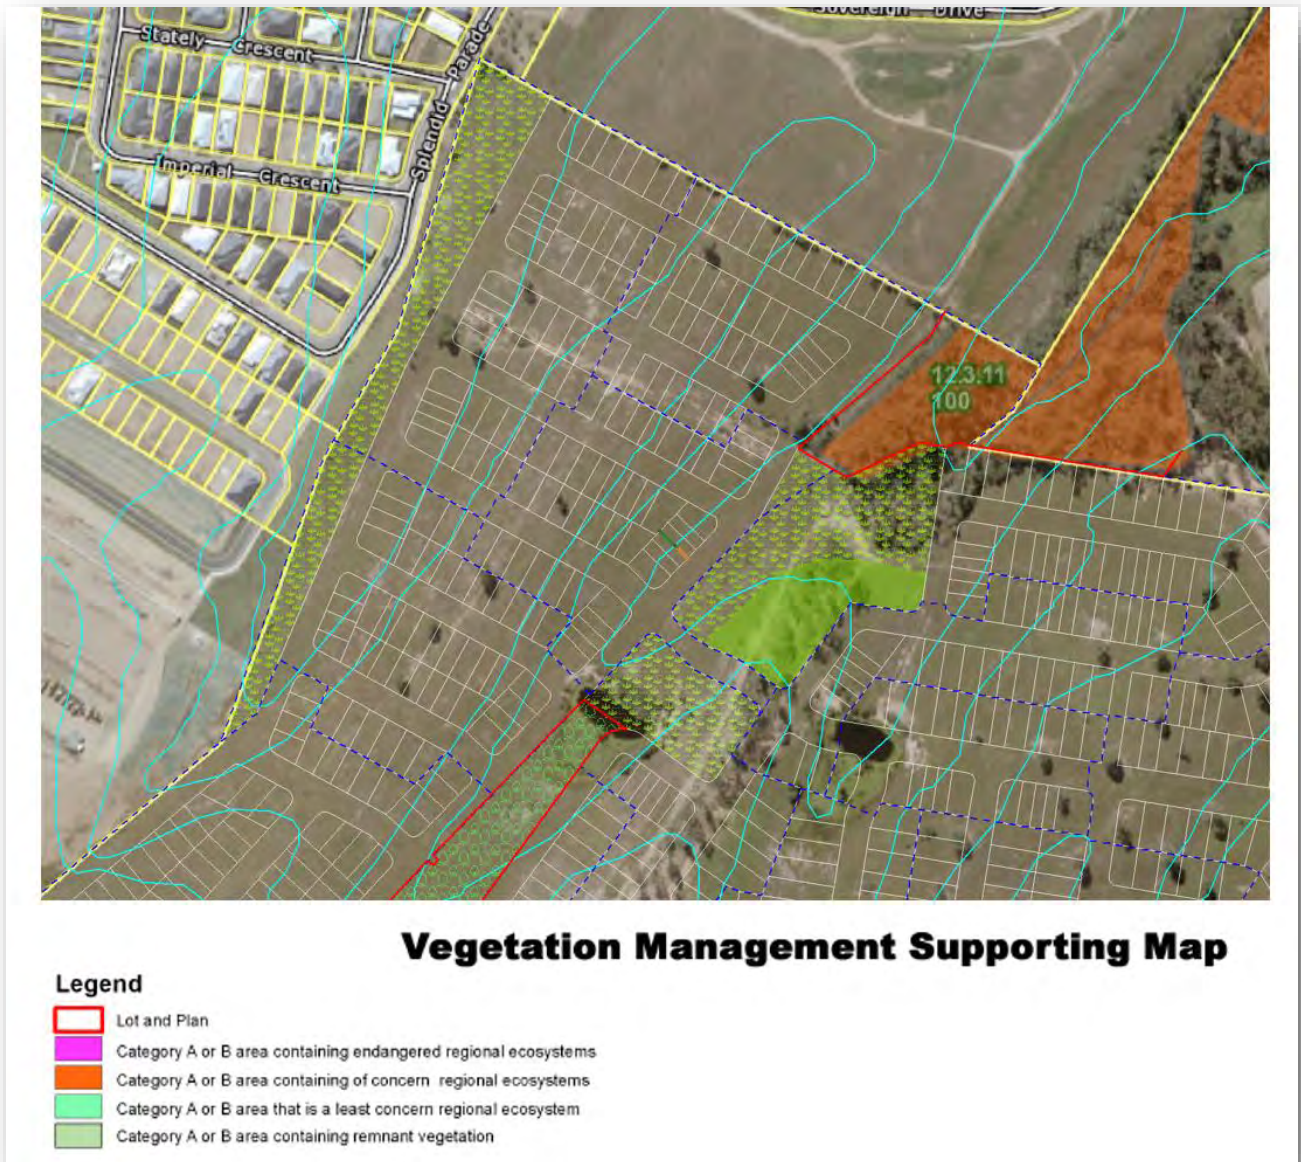 Sovereign Drive
Stately Crescent
Splendid Parade
Imperial Crescent
12.3.11
100
Vegetation Management Supporting Map
Legend
Lot and Plan
Category A or B area containing endangered regional ecosystems
Category A or B area containing of concern regional ecosystems
Category A or B area that is a least concern regional ecosystem
Category A or B area containing remnant vegetation